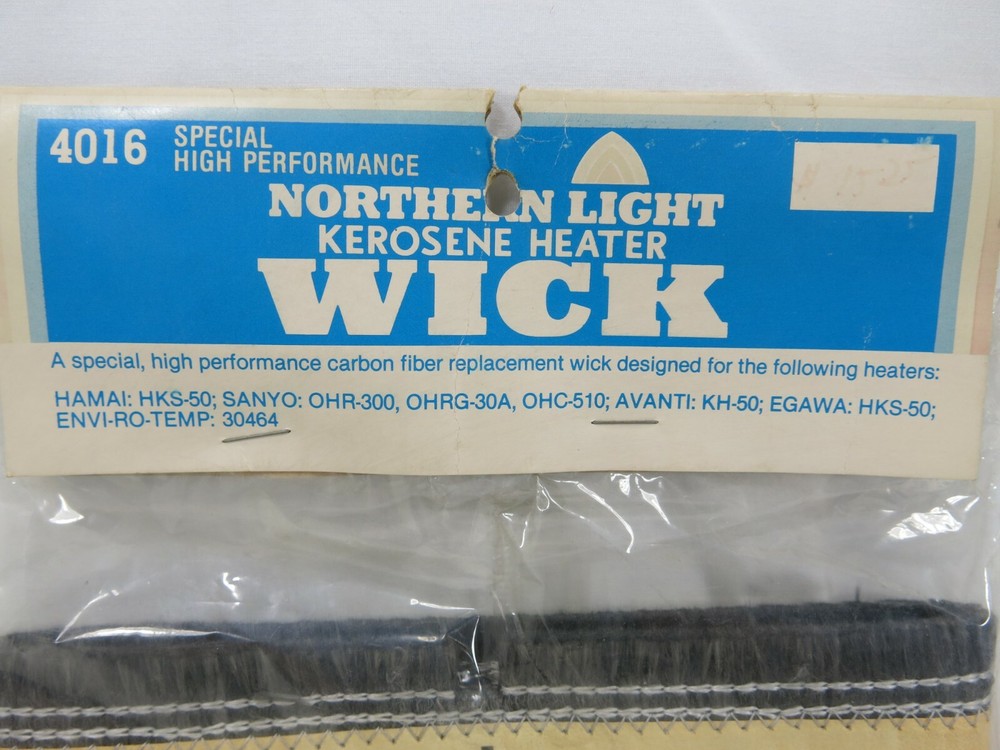 4016
SPECIAL
HIGH PERFORMANCE
NORTHERN LIGHT
KEROSENE HEATER
WICK
A special, high performance carbon fiber replacement wick designed for the following heaters:
HAMAI: HKS-50; SANYO: OHR-300, OHRG-30A, OHC-510; AVANTI: KH-50; EGAWA: HKS-50;
ENVI-RO-TEMP: 30464